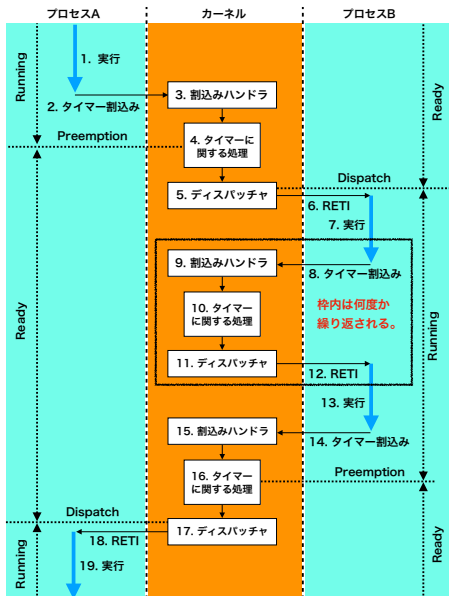 プロセスA
カーネル
プロセスB
Running
1. 実行
2. タイマー割込み
3. 割込みハンドラ
Ready
Preemption
4. タイマーに
関する処理
Dispatch
5. ディスパッチャ
6. RETI
7. 実行
9. 割込みハンドラ
8. タイマー割込み
Ready
10. タイマー
に関する処理
枠内は何度か
繰り返される。
Running
11. ディスパッチャ
12. RETI
13. 実行
15. 割込みハンドラ
14. タイマー割込み
16. タイマー
に関する処理
Preemption
Dispatch
17. ディスパッチャ
18. RETI
Running
19. 実行
Ready